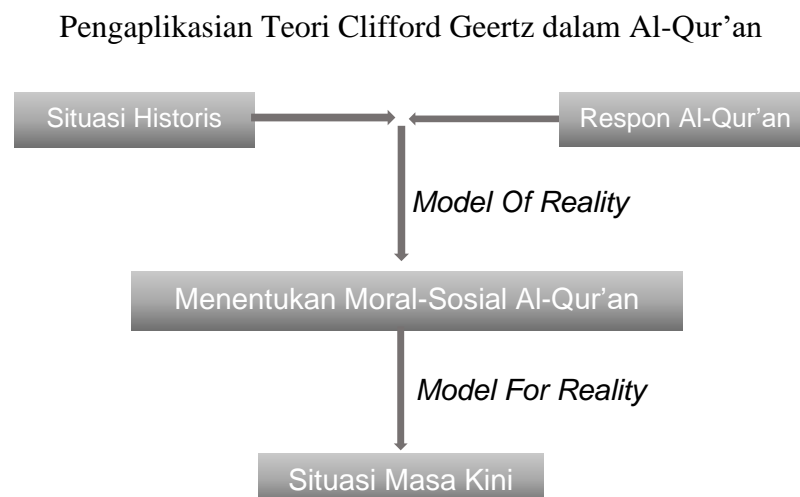 Pengaplikasian Teori Clifford Geertz dalam Al-Qur’an
Situasi Historis
Respon Al-Qur’an
Model Of Reality
Menentukan Moral-Sosial Al-Qur’an
Model For Reality
Situasi Masa Kini